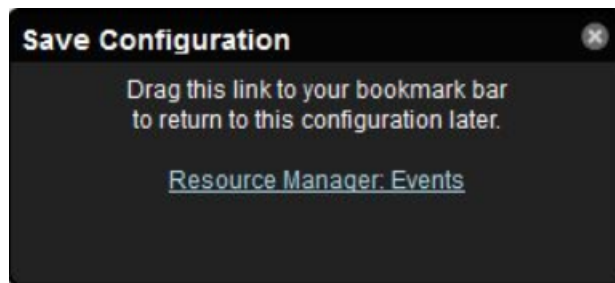 Save Configuration
Drag this link to your bookmark bar
to return to this configuration later.
Resource Manager: Events